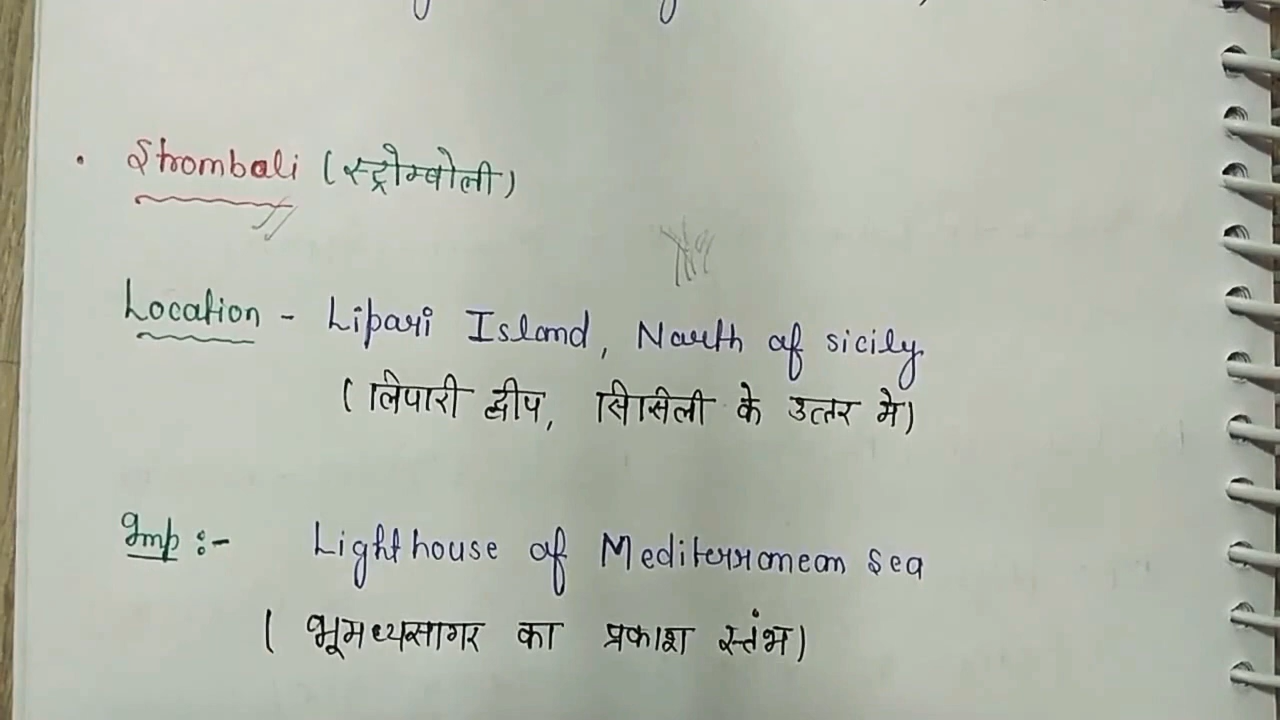 • Strombali (स्ट्रोम्बोली)
Location - Lipari Island, North of sicily
(लिपारी द्वीप, सिसिली के उत्तर मे)
Imp :- Lighthouse of Mediterranean Sea
( भूमध्यसागर का प्रकाश स्तंभ)